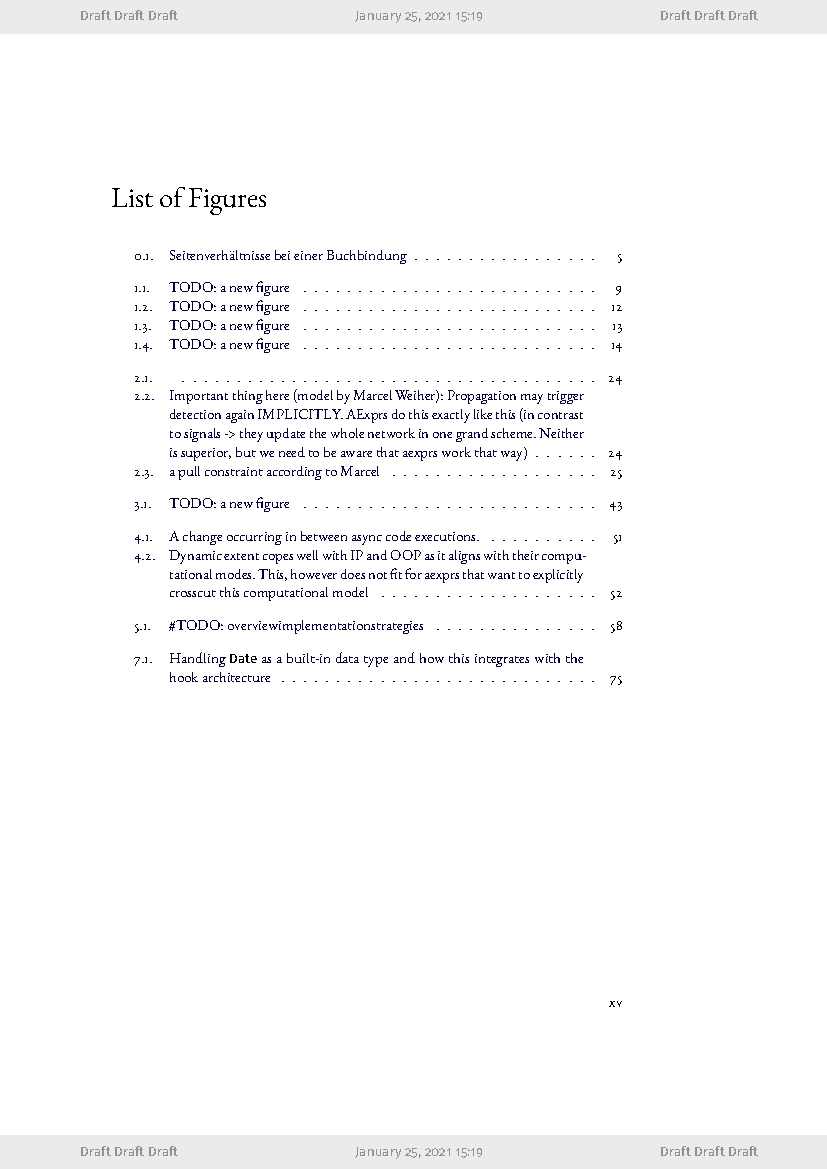 Draft Draft Draft January 25, 2021 15:19 Draft Draft Draft
List of Figures
0.1. Seitenverhältnisse bei einer Buchbindung . . . . . . . . . . . . . . . . . 5
1.1. TODO: a new figure . . . . . . . . . . . . . . . . . . . . . . . . . . . 9
1.2. TODO: a new figure . . . . . . . . . . . . . . . . . . . . . . . . . . . 12
1.3. TODO: a new figure . . . . . . . . . . . . . . . . . . . . . . . . . . . 13
1.4. TODO: a new figure . . . . . . . . . . . . . . . . . . . . . . . . . . . 14
2.1. . . . . . . . . . . . . . . . . . . . . . . . . . . . . . . . . . . . . . . 24
2.2. Important thing here (model by Marcel Weiher): Propagation may trigger
detection again IMPLICITLY. AExprs do this exactly like this (in contrast
to signals -> they update the whole network in one grand scheme. Neither
is superior, but we need to be aware that aexprs work that way) . . . . . . 24
2.3. a pull constraint according to Marcel . . . . . . . . . . . . . . . . . . . 25
3.1. TODO: a new figure . . . . . . . . . . . . . . . . . . . . . . . . . . . 43
4.1. A change occurring in between async code executions. . . . . . . . . . . 51
4.2. Dynamic extent copes well with IP and OOP as it aligns with their compu-
tational modes. This, however does not fit for aexprs that want to explicitly
crosscut this computational model . . . . . . . . . . . . . . . . . . . . 52
5.1. #TODO: overviewimplementationstrategies . . . . . . . . . . . . . . . 58
7.1. Handling Date as a built-in data type and how this integrates with the
hook architecture . . . . . . . . . . . . . . . . . . . . . . . . . . . . . 75
xv
Draft Draft Draft January 25, 2021 15:19 Draft Draft Draft